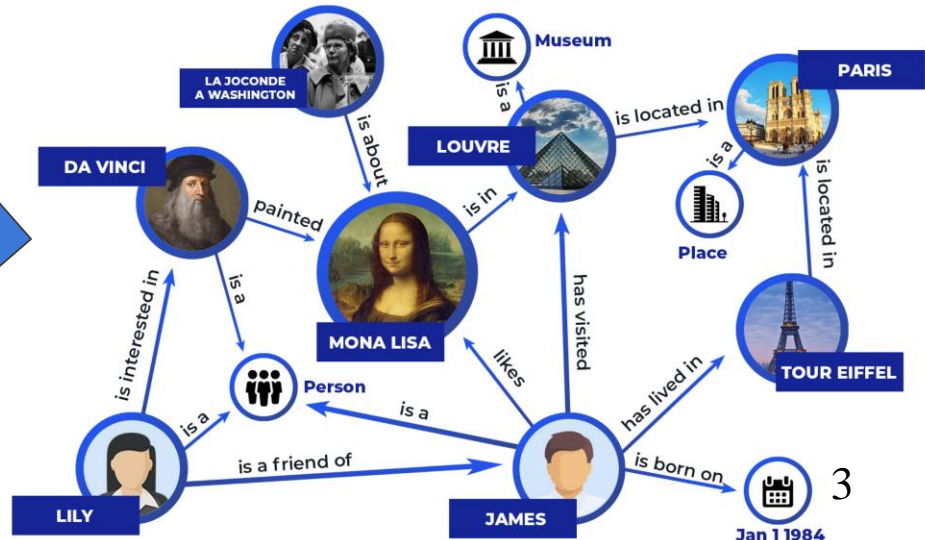 Museum
LA JOCONDE
A WASHINGTON
PARIS
is a
is located in
LOUVRE
is about
is a
DA VINCI
painted
is in
is located in
Place
is a
has visited
is interested in
MONA LISA
likes
TOUR EIFFEL
Person
has lived in
is a
is a
is a friend of
is born on
3
LILY
JAMES
Jan 1 1984